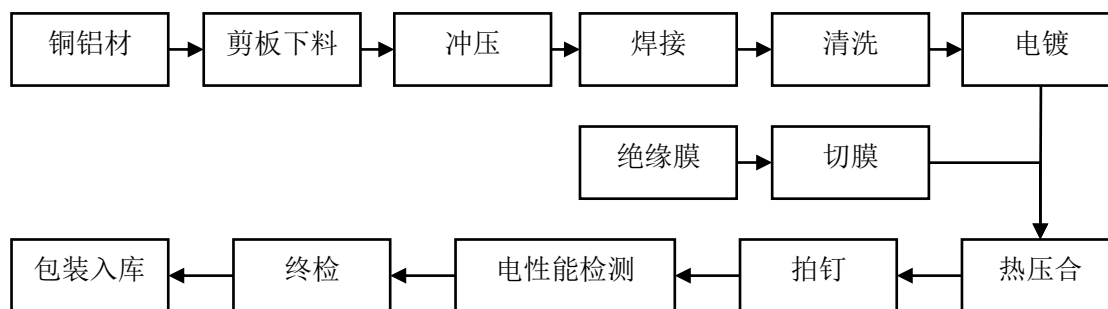 铜铝材 剪板下料 冲压 焊接 清洗 电镀
绝缘膜 切膜
包装入库 终检 电性能检测 拍钉 热压合